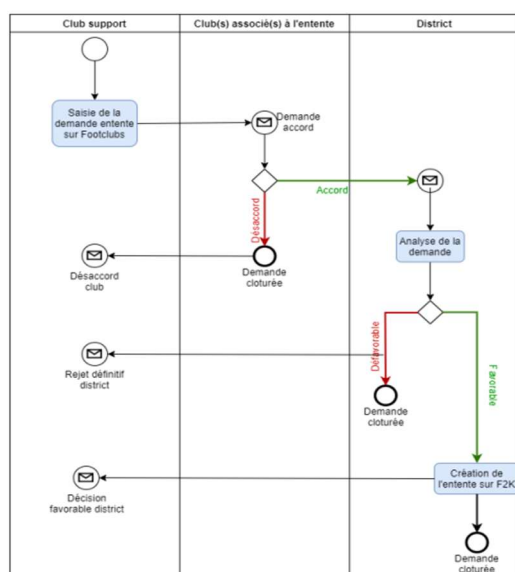 Club support
Club(s) associé(s) à l'entente
District
Saisie de la
demande entente
sur Footclubs
Demande
accord
Accord
Désaccord
Analyse de la
demande
Désaccord
club
Demande
cloturée
Défavorable
Favorable
Rejet définitif
district
Demande
cloturée
Création de
l'entente sur F2K
Décision
favorable district
Demande
cloturée